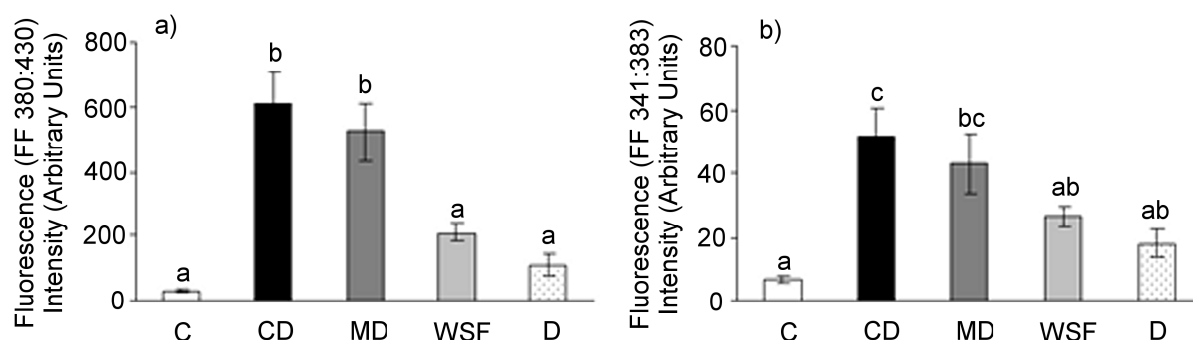 a)
Fluorescence (FF 380:430)
Intensity (Arbitrary Units)
800
600
400
200
0
a
b
b
a
a
C CD MD WSF D
b)
Fluorescence (FF 341:383)
Intensity (Arbitrary Units)
80
60
40
20
0
a
c
bc
ab
ab
C CD MD WSF D